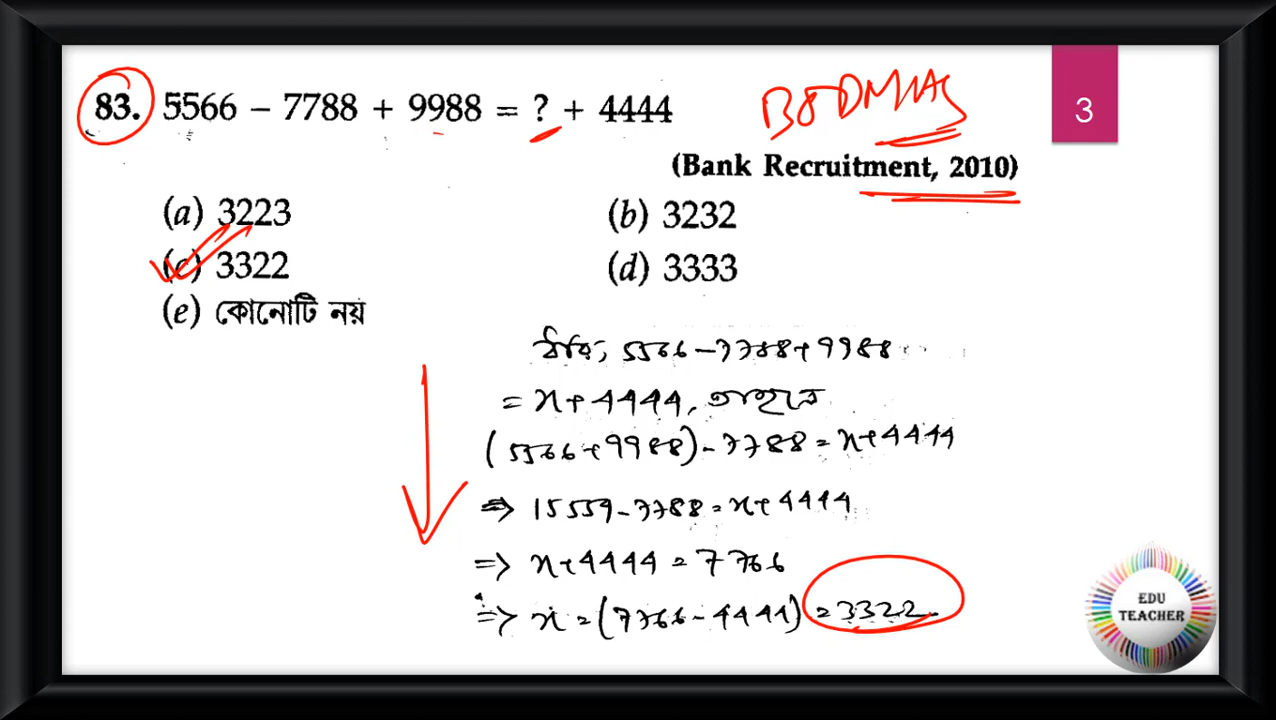 83. 5566 – 7788 + 9988 = ? + 4444
BODMAS
3
(Bank Recruitment, 2010)
(a) 3223
(b) 3232
(c) 3322
(d) 3333
(e) কোনোটি নয়
ধরি, 5566 – 7788 + 9988
= x + 4444, তাহলে
(5566 + 9988) – 7788 = x + 4444
⇒ 15554 – 7788 = x + 4444
⇒ x + 4444 = 7766
⇒ x = (7766 – 4444) = 3322.
EDU
TEACHER